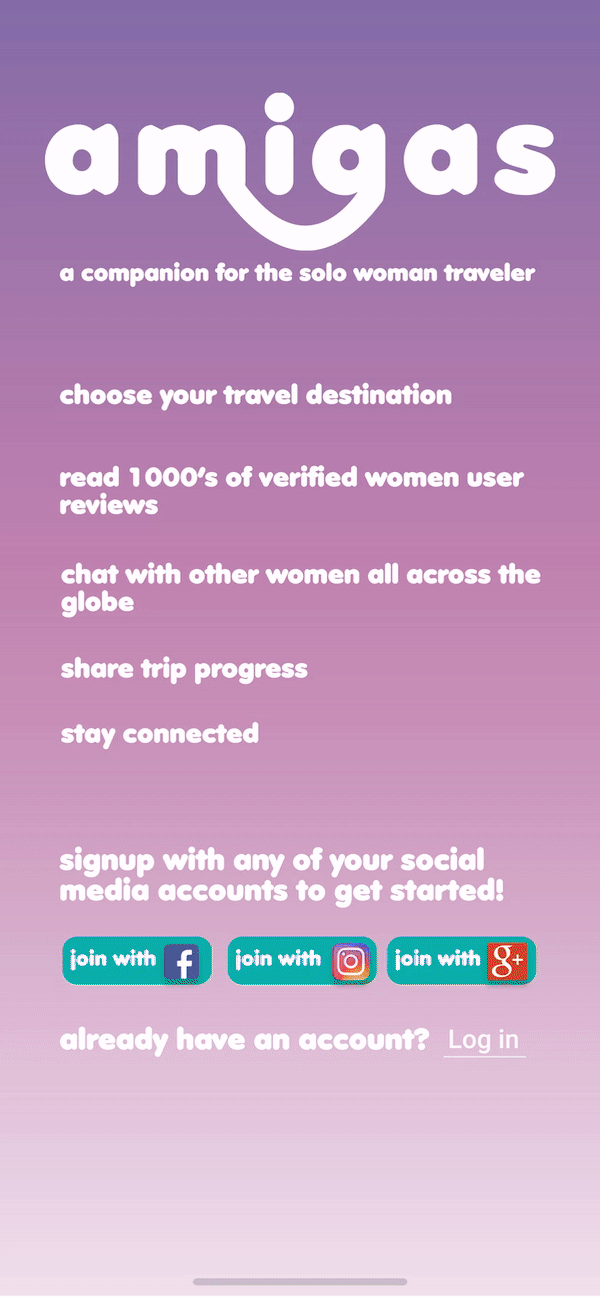 amigas
a companion for the solo woman traveler
choose your travel destination
read 1000's of verified women user
reviews
chat with other women all across the
globe
share trip progress
stay connected
signup with any of your social
media accounts to get started!
join with f
join with
join with g+
already have an account? Log in